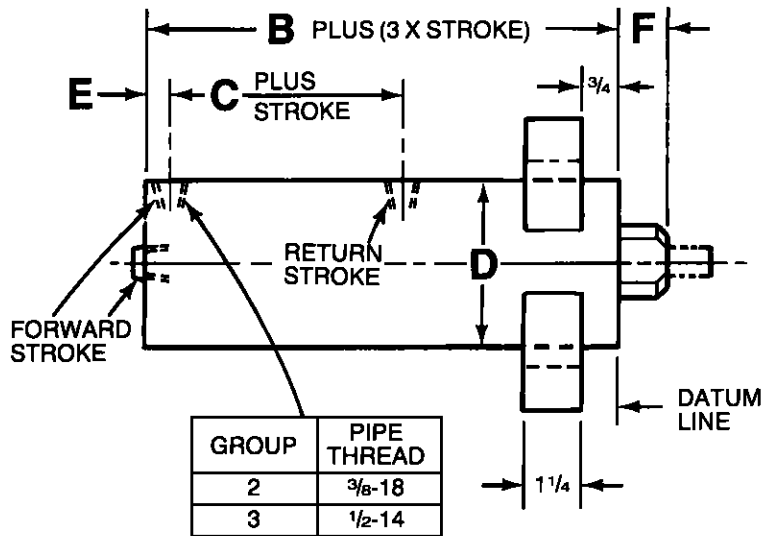 B PLUS (3 X STROKE) F
E C PLUS STROKE
3/4
RETURN
STROKE
D
FORWARD
STROKE
DATUM
LINE
GROUP PIPE THREAD
2 3/8-18
3 1/2-14
1 1/4